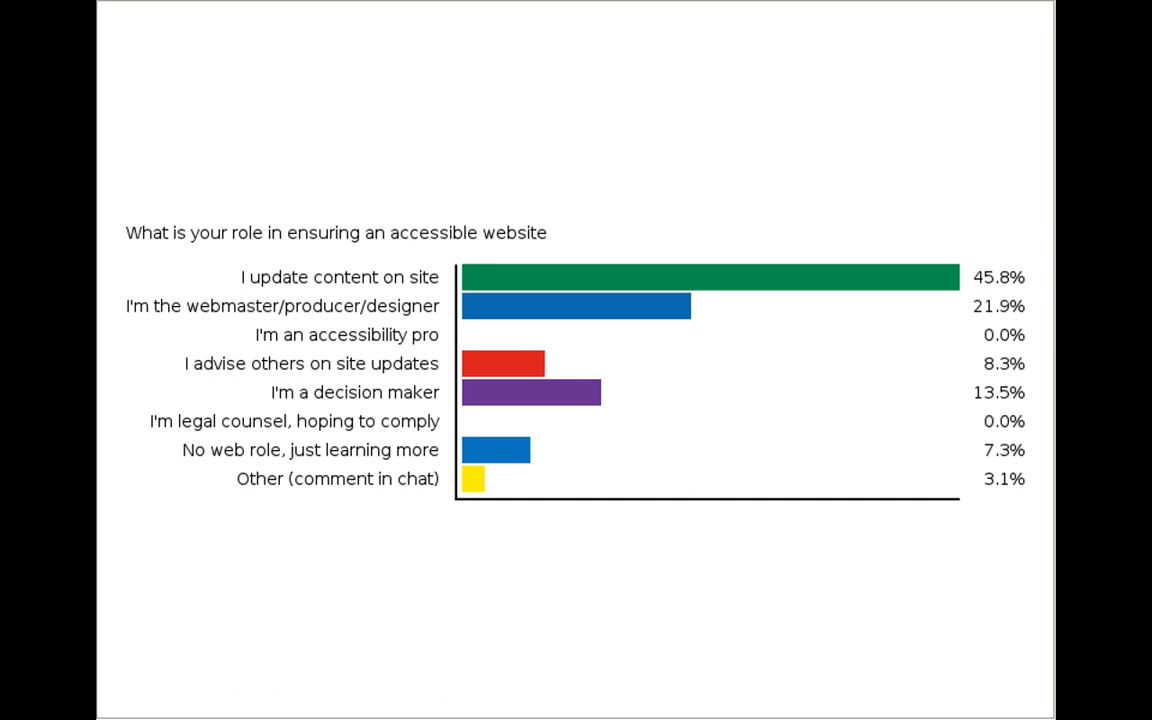 What is your role in ensuring an accessible website
I update content on site 45.8%
I'm the webmaster/producer/designer 21.9%
I'm an accessibility pro 0.0%
I advise others on site updates 8.3%
I'm a decision maker 13.5%
I'm legal counsel, hoping to comply 0.0%
No web role, just learning more 7.3%
Other (comment in chat) 3.1%